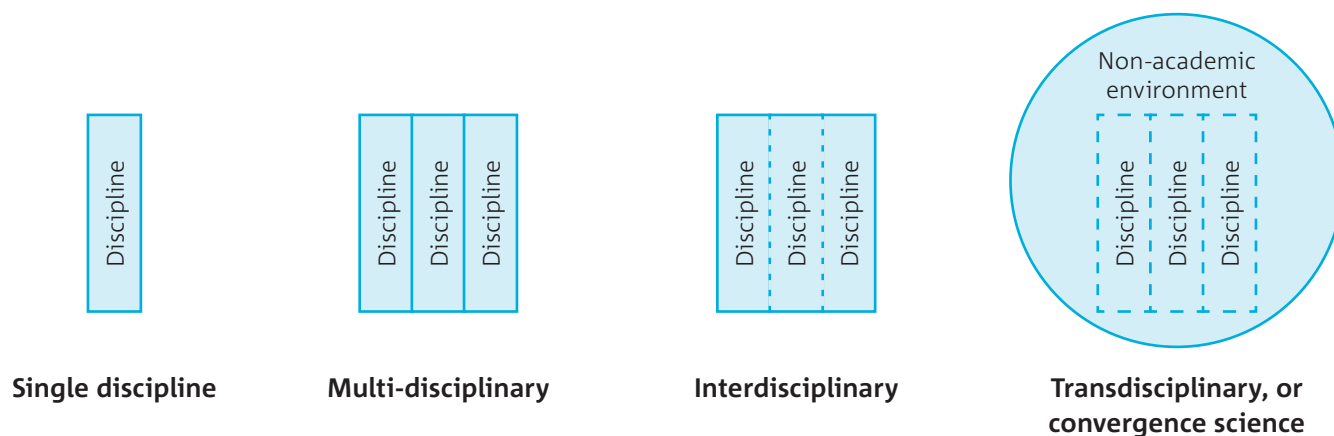 Discipline
Single discipline
Discipline
Discipline
Discipline
Multi-disciplinary
Discipline
Discipline
Discipline
Interdisciplinary
Non-academic
environment
Discipline
Discipline
Discipline
Transdisciplinary, or
convergence science